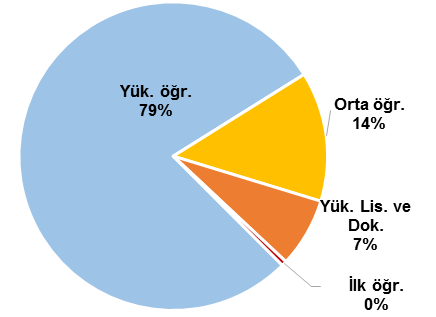 Yük. öğr.
79%
Orta öğr.
14%
Yük. Lis. ve
Dok.
7%
İlk öğr.
0%